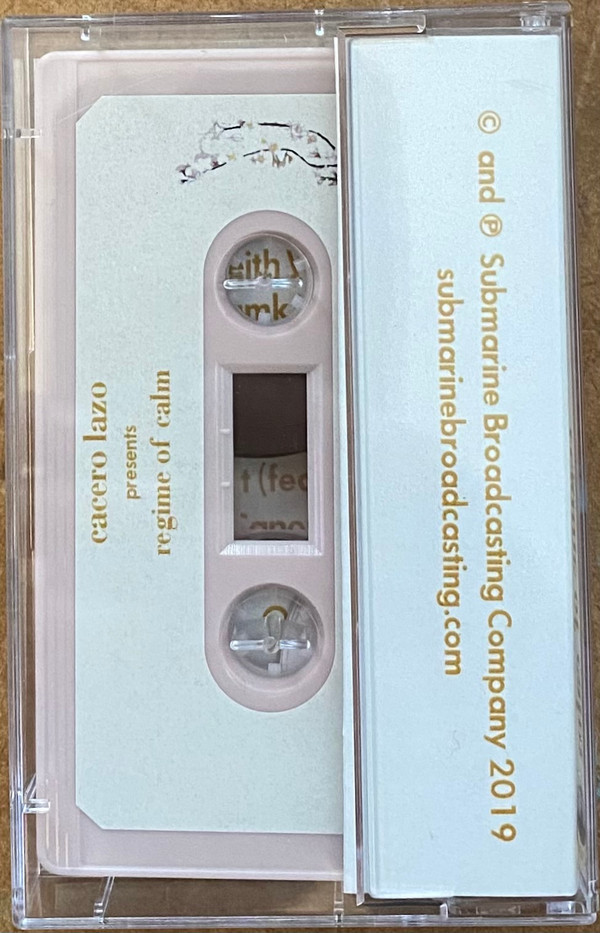 cacero lazo
presents
regime of calm
© and ℗ Submarine Broadcasting Company 2019
submarinebroadcasting.com